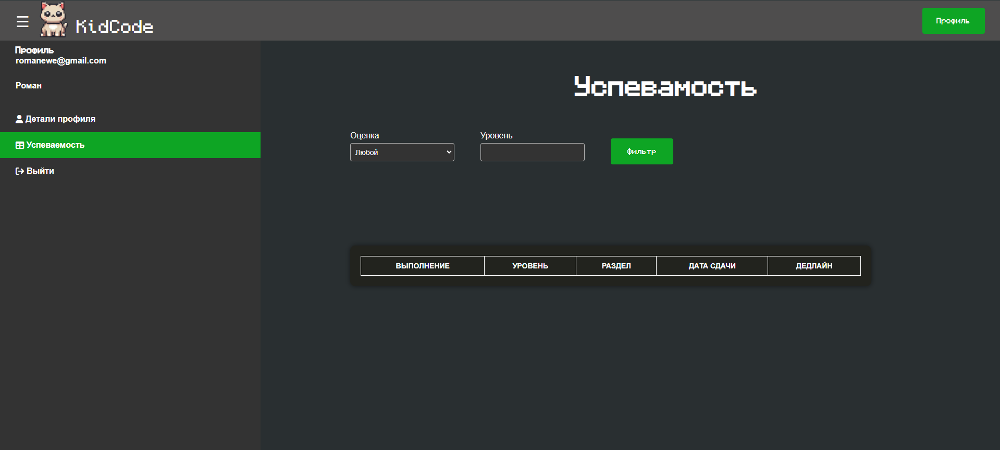 KidCode
Профиль
Профиль
romanewe@gmail.com
Роман
Детали профиля
Успеваемость
Выйти
Успевамость
Оценка
Уровень
Любой
Фильтр
ВЫПОЛНЕНИЕ УРОВЕНЬ РАЗДЕЛ ДАТА СДАЧИ ДЕДЛАЙН